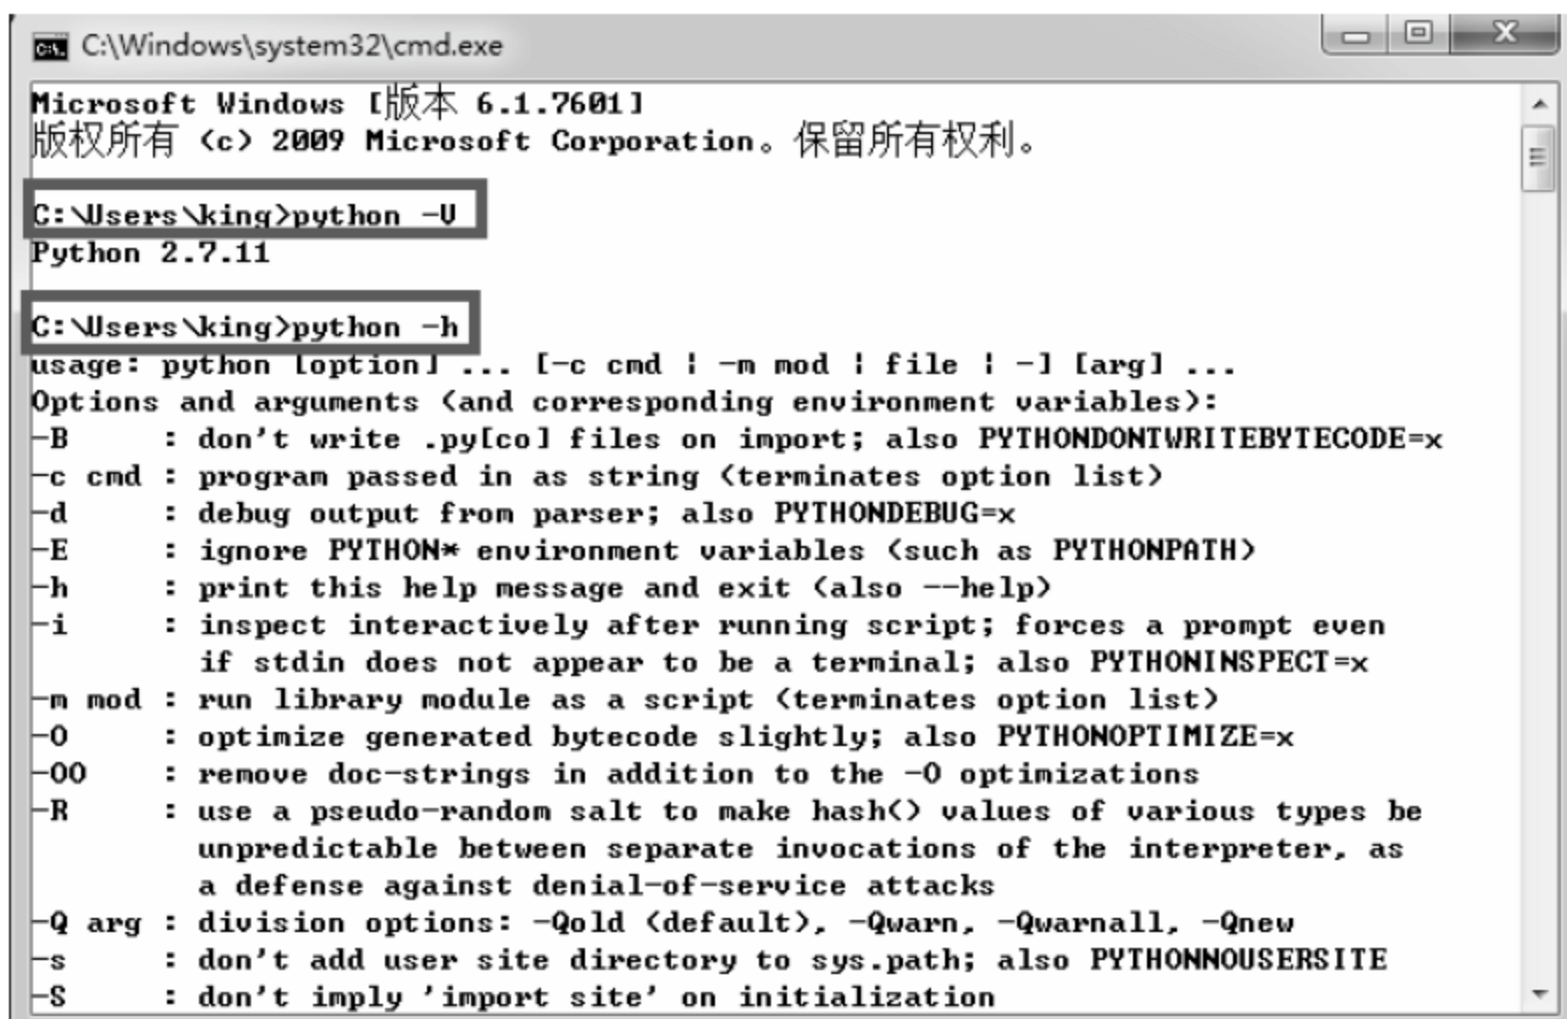 C:\Windows\system32\cmd.exe
Microsoft Windows [版本 6.1.7601]
版权所有 (c) 2009 Microsoft Corporation。保留所有权利。
C:\Users\king>python -V
Python 2.7.11
C:\Users\king>python -h
usage: python [option] ... [-c cmd | -m mod | file | -] [arg] ...
Options and arguments (and corresponding environment variables):
-B     : don't write .py[co] files on import; also PYTHONDONTWRITEBYTECODE=x
-c cmd : program passed in as string (terminates option list)
-d     : debug output from parser; also PYTHONDEBUG=x
-E     : ignore PYTHON* environment variables (such as PYTHONPATH)
-h     : print this help message and exit (also --help)
-i     : inspect interactively after running script; forces a prompt even
         if stdin does not appear to be a terminal; also PYTHONINSPECT=x
-m mod : run library module as a script (terminates option list)
-O     : optimize generated bytecode slightly; also PYTHONOPTIMIZE=x
-OO    : remove doc-strings in addition to the -O optimizations
-R     : use a pseudo-random salt to make hash() values of various types be
         unpredictable between separate invocations of the interpreter, as
         a defense against denial-of-service attacks
-Q arg : division options: -Qold (default), -Qwarn, -Qwarnall, -Qnew
-s     : don't add user site directory to sys.path; also PYTHONNOUSERSITE
-S     : don't imply 'import site' on initialization